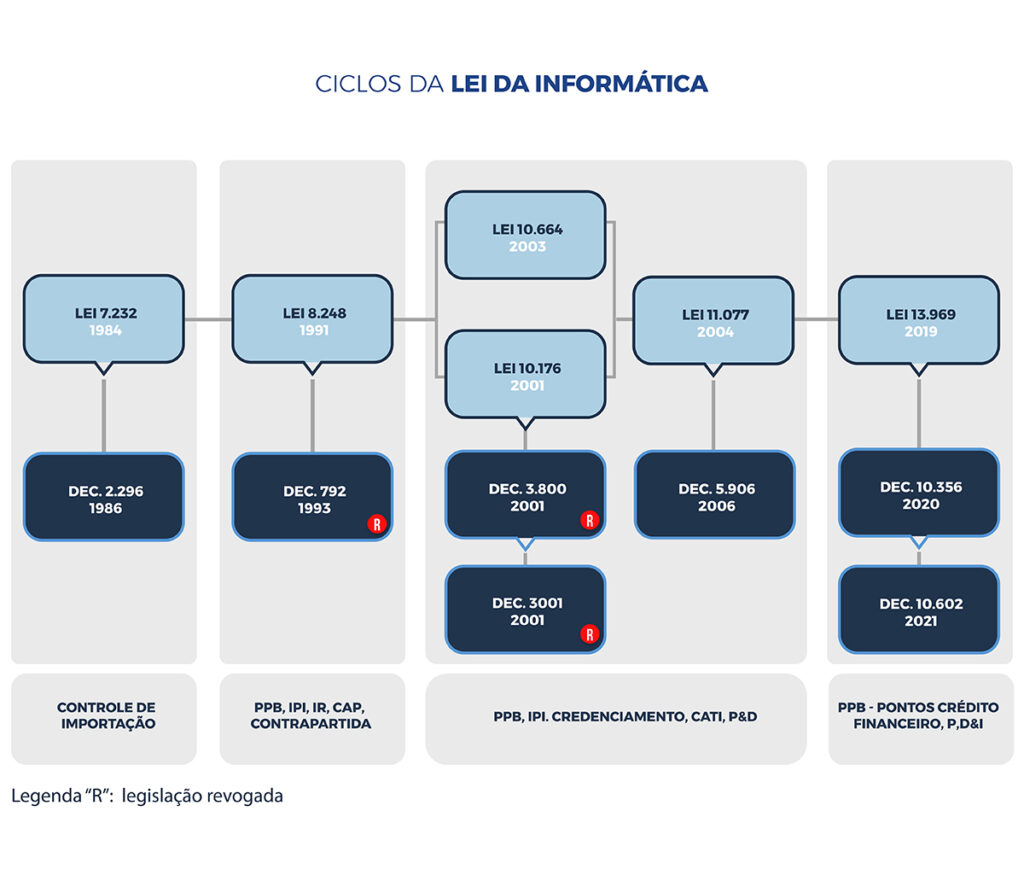 CICLOS DA LEI DA INFORMÁTICA
LEI 7.232
1984
DEC. 2.296
1986
CONTROLE DE
IMPORTAÇÃO
LEI 8.248
1991
DEC. 792
1993
R
PPB, IPI, IR, CAP,
CONTRAPARTIDA
LEI 10.664
2003
LEI 10.176
2001
DEC. 3.800
2001
R
DEC. 3001
2001
R
LEI 11.077
2004
DEC. 5.906
2006
PPB, IPI. CREDENCIAMENTO, CATI, P&D
LEI 13.969
2019
DEC. 10.356
2020
DEC. 10.602
2021
PPB - PONTOS CRÉDITO
FINANCEIRO, P,D&I
Legenda “R”: legislação revogada